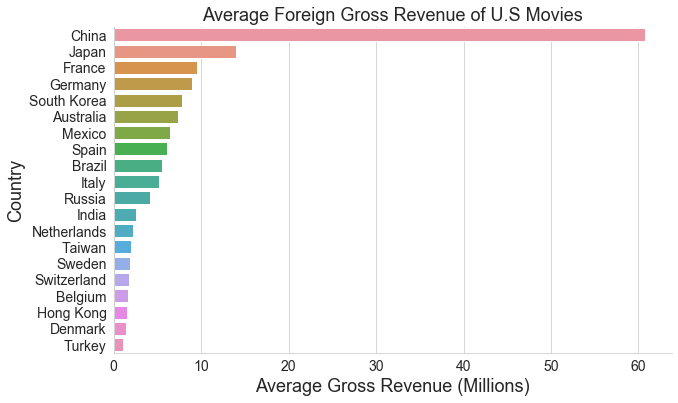 Average Foreign Gross Revenue of U.S Movies
Country
China
Japan
France
Germany
South Korea
Australia
Mexico
Spain
Brazil
Italy
Russia
India
Netherlands
Taiwan
Sweden
Switzerland
Belgium
Hong Kong
Denmark
Turkey
0 10 20 30 40 50 60
Average Gross Revenue (Millions)